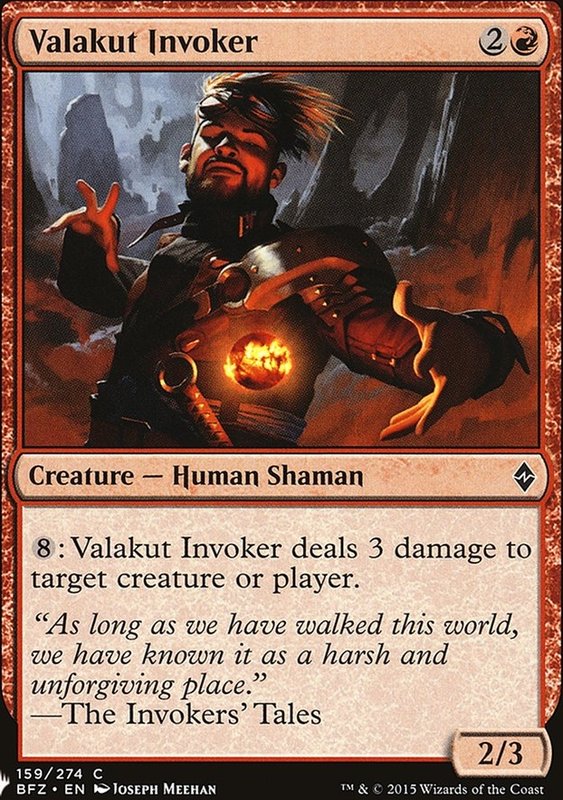 Valakut Invoker 2
Creature — Human Shaman
8: Valakut Invoker deals 3 damage to
target creature or player.
“As long as we have walked this world,
we have known it as a harsh and
unforgiving place.”
—The Invokers’ Tales
2/3
159/274 C
BFZ • EN Joseph Meehan
™ & © 2015 Wizards of the Coast